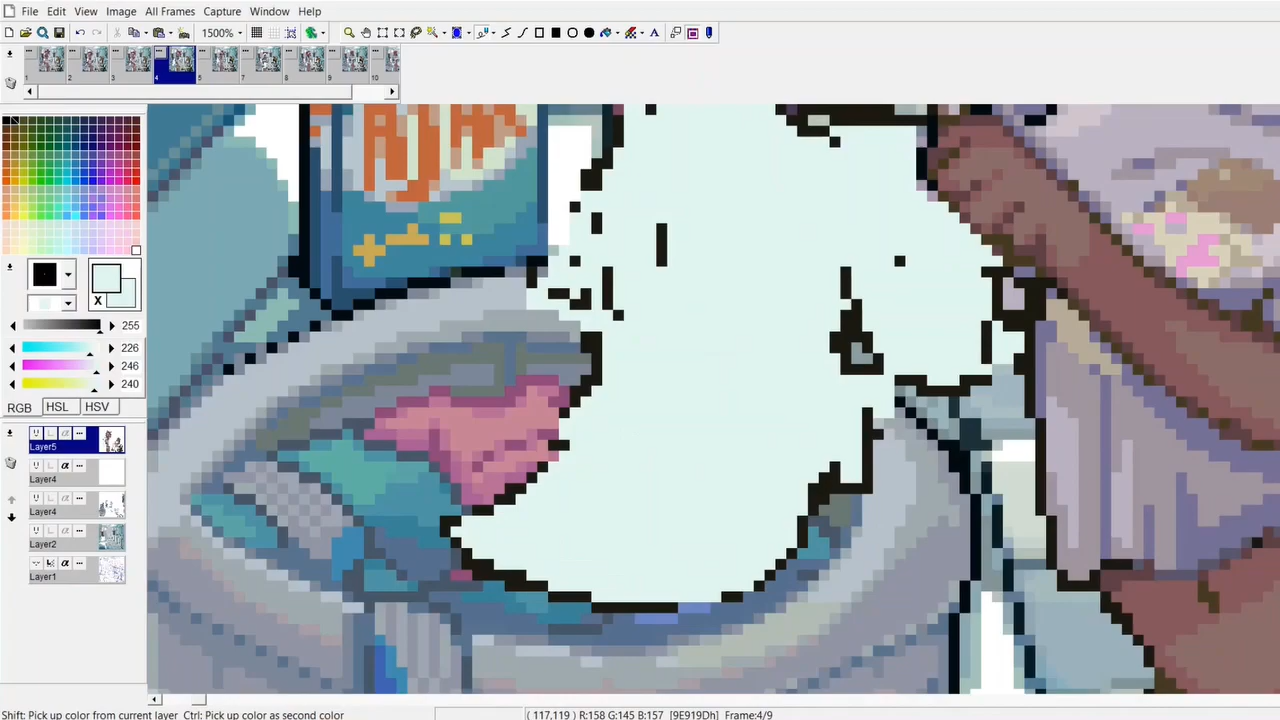 File Edit View Image All Frames Capture Window Help
1500%
1 2 3 4 5 7 8 9 10
X
255
226
246
240
RGB HSL HSV
Layer5
Layer4
Layer4
Layer2
Layer1
Shift: Pick up color from current layer Ctrl: Pick up color as second color
( 117,119 ) R:158 G:145 B:157 [9E919Dh] Frame:4/9